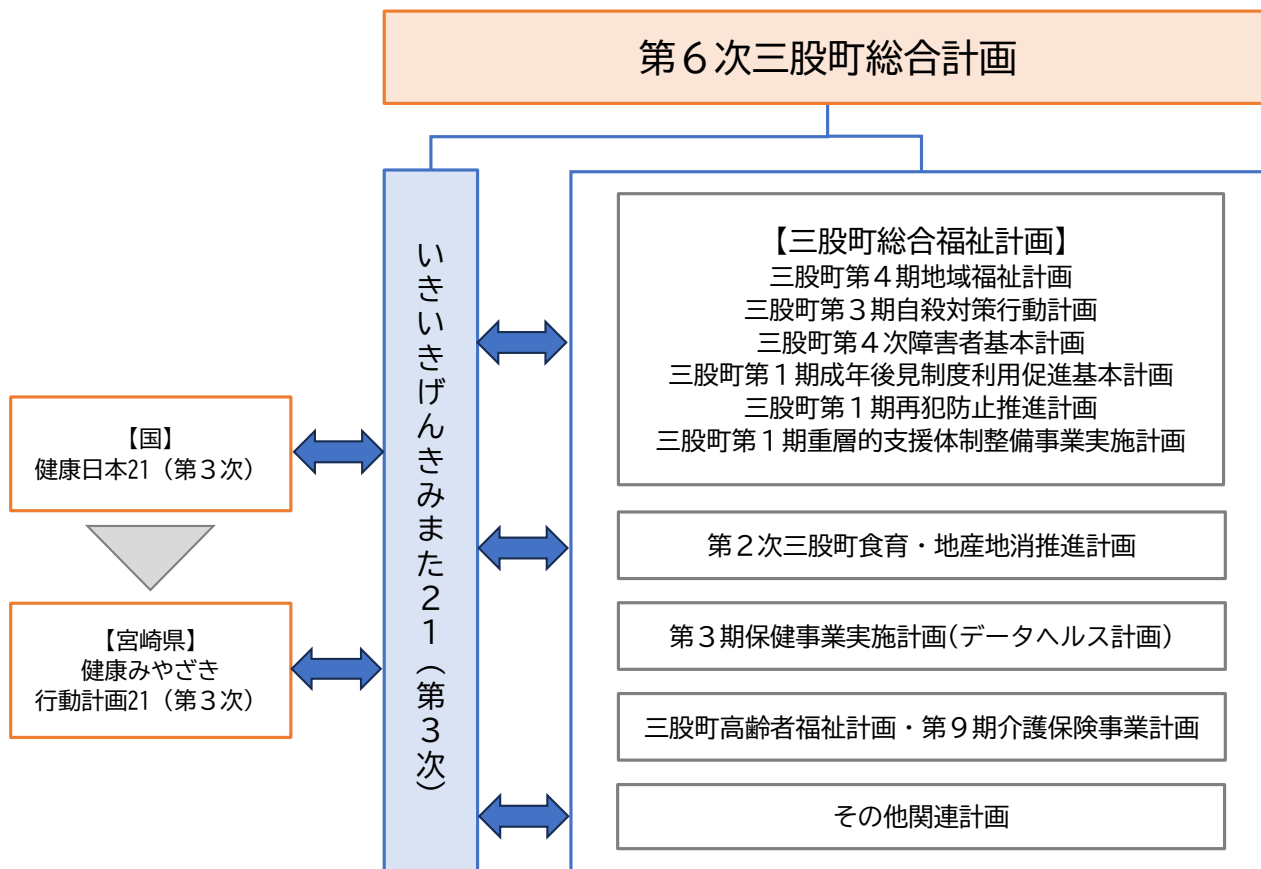 第６次三股町総合計画
いきいきげんきみまた２１（第３次）
【三股町総合福祉計画】
三股町第４期地域福祉計画
三股町第３期自殺対策行動計画
三股町第４次障害者基本計画
三股町第１期成年後見制度利用促進基本計画
三股町第１期再犯防止推進計画
三股町第１期重層的支援体制整備事業実施計画
【国】
健康日本21（第３次）
第２次三股町食育・地産地消推進計画
【宮崎県】
健康みやざき
行動計画21（第３次）
第３期保健事業実施計画(データヘルス計画）
三股町高齢者福祉計画・第９期介護保険事業計画
その他関連計画